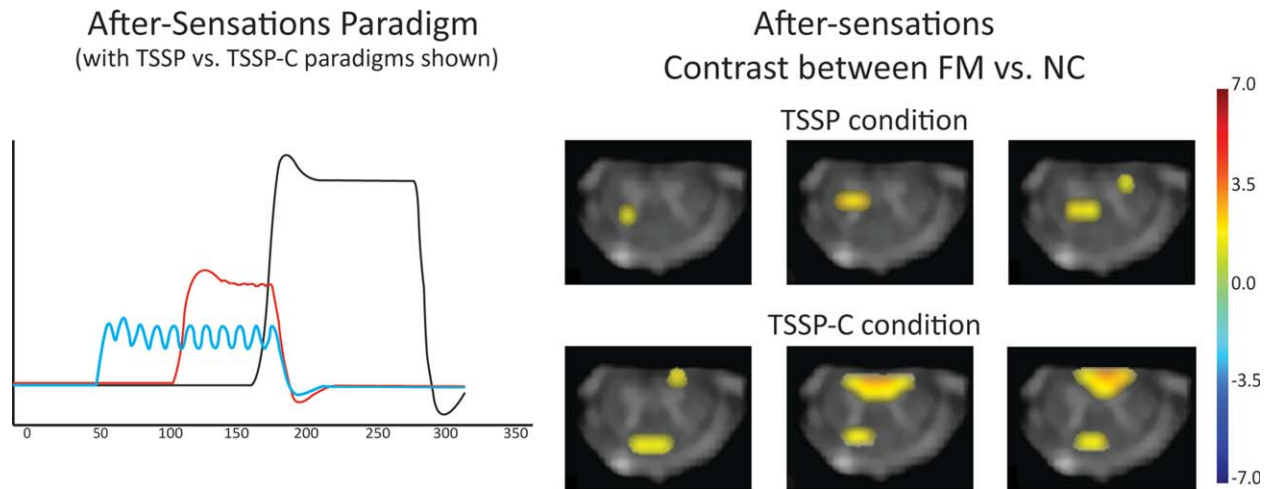 After-Sensations Paradigm
(with TSSP vs. TSSP-C paradigms shown)
0 50 100 150 200 250 300 350
After-sensations
Contrast between FM vs. NC
TSSP condition
TSSP-C condition
7.0
3.5
0.0
-3.5
-7.0